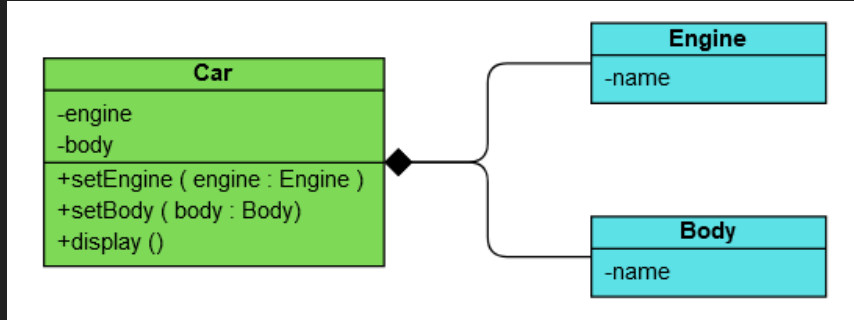 Car
-engine
-body
+setEngine ( engine : Engine )
+setBody ( body : Body)
+display ()
Engine
-name
Body
-name